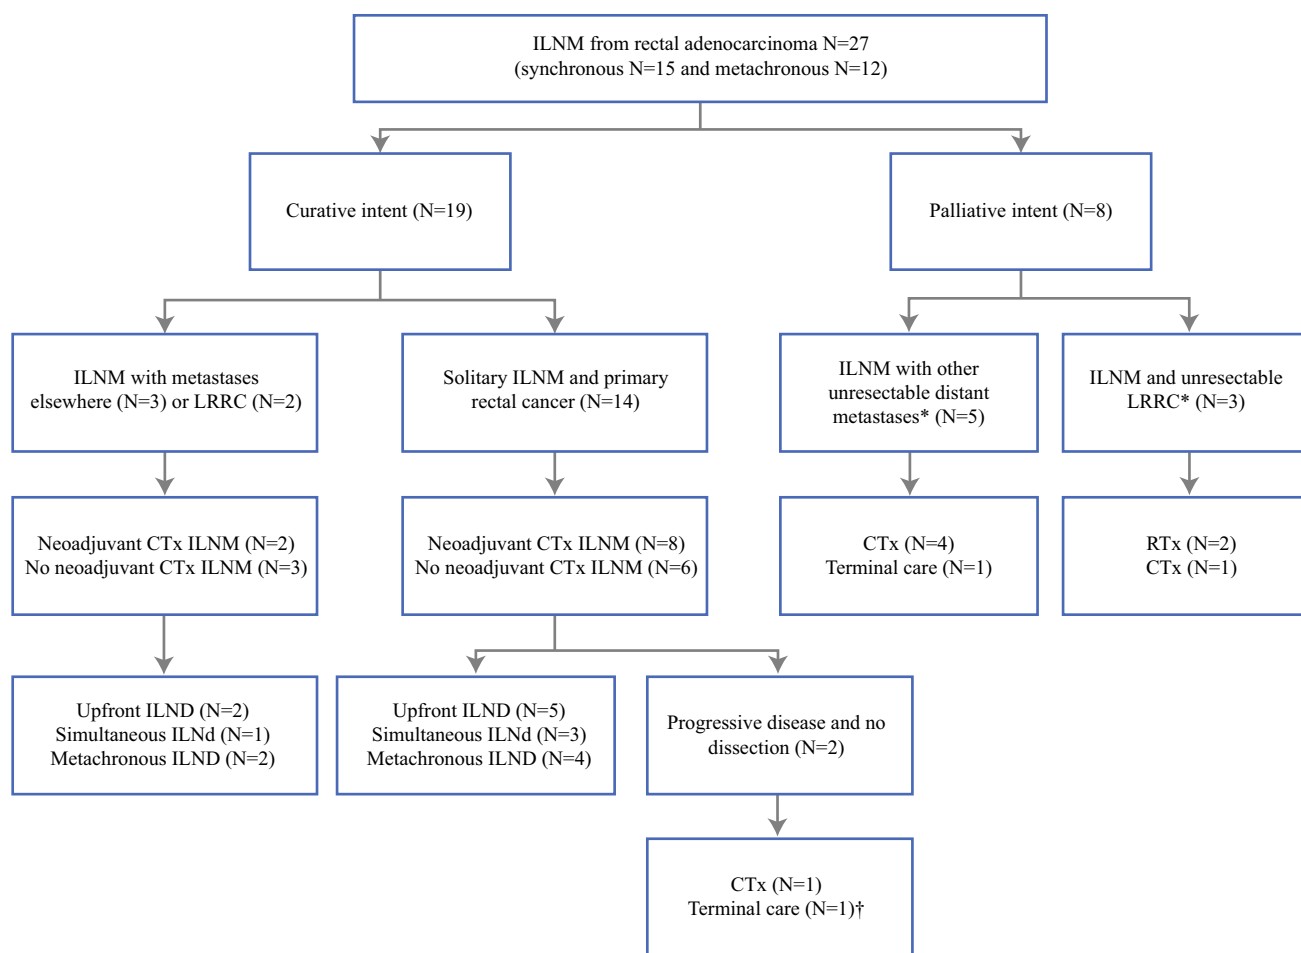 ILNM from rectal adenocarcinoma N=27
(synchronous N=15 and metachronous N=12)
Curative intent (N=19)
Palliative intent (N=8)
ILNM with metastases
elsewhere (N=3) or LRRC (N=2)
Solitary ILNM and primary
rectal cancer (N=14)
ILNM with other
unresectable distant
metastases* (N=5)
ILNM and unresectable
LRRC* (N=3)
Neoadjuvant CTx ILNM (N=2)
No neoadjuvant CTx ILNM (N=3)
Neoadjuvant CTx ILNM (N=8)
No neoadjuvant CTx ILNM (N=6)
CTx (N=4)
Terminal care (N=1)
RTx (N=2)
CTx (N=1)
Upfront ILND (N=2)
Simultaneous ILNd (N=1)
Metachronous ILND (N=2)
Upfront ILND (N=5)
Simultaneous ILNd (N=3)
Metachronous ILND (N=4)
Progressive disease and no
dissection (N=2)
CTx (N=1)
Terminal care (N=1)†